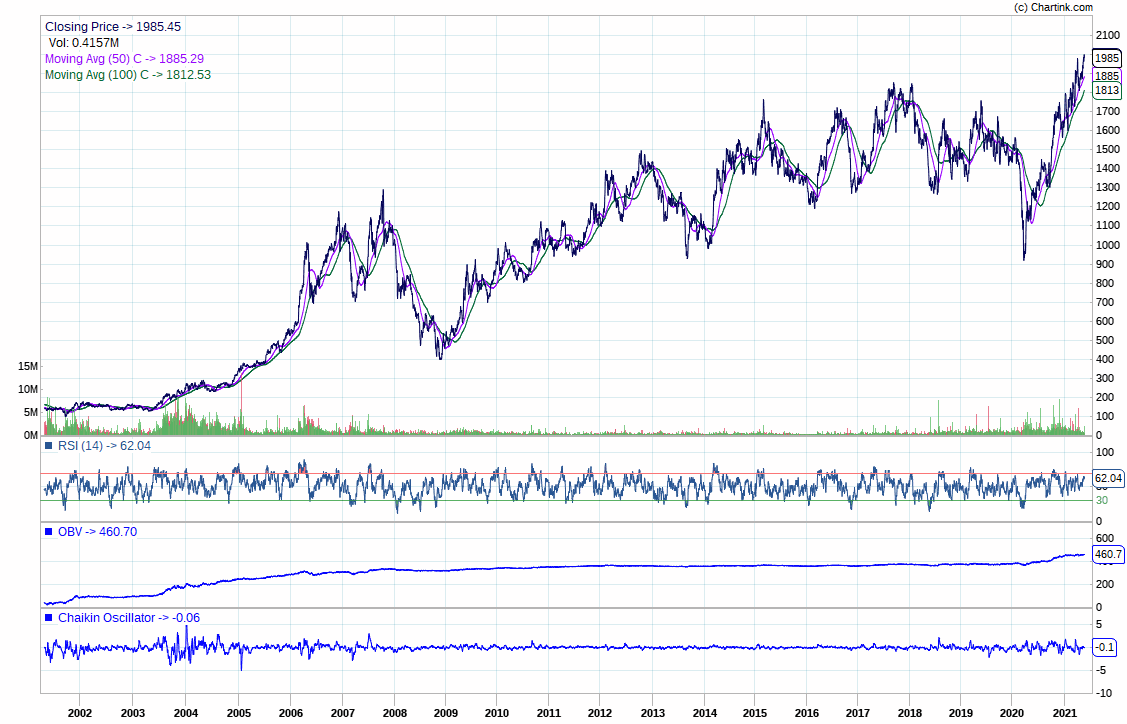 (c) Chartink.com
Closing Price -> 1985.45
Vol: 0.4157M
Moving Avg (50) C -> 1885.29
Moving Avg (100) C -> 1812.53
2100
1985
1885
1813
1700
1600
1500
1400
1300
1200
1100
1000
900
800
700
600
500
400
300
200
100
0
15M
10M
5M
0M
RSI (14) -> 62.04
100
62.04
30
0
OBV -> 460.70
600
460.7
200
0
Chaikin Oscillator -> -0.06
5
-0.1
-5
-10
2002 2003 2004 2005 2006 2007 2008 2009 2010 2011 2012 2013 2014 2015 2016 2017 2018 2019 2020 2021